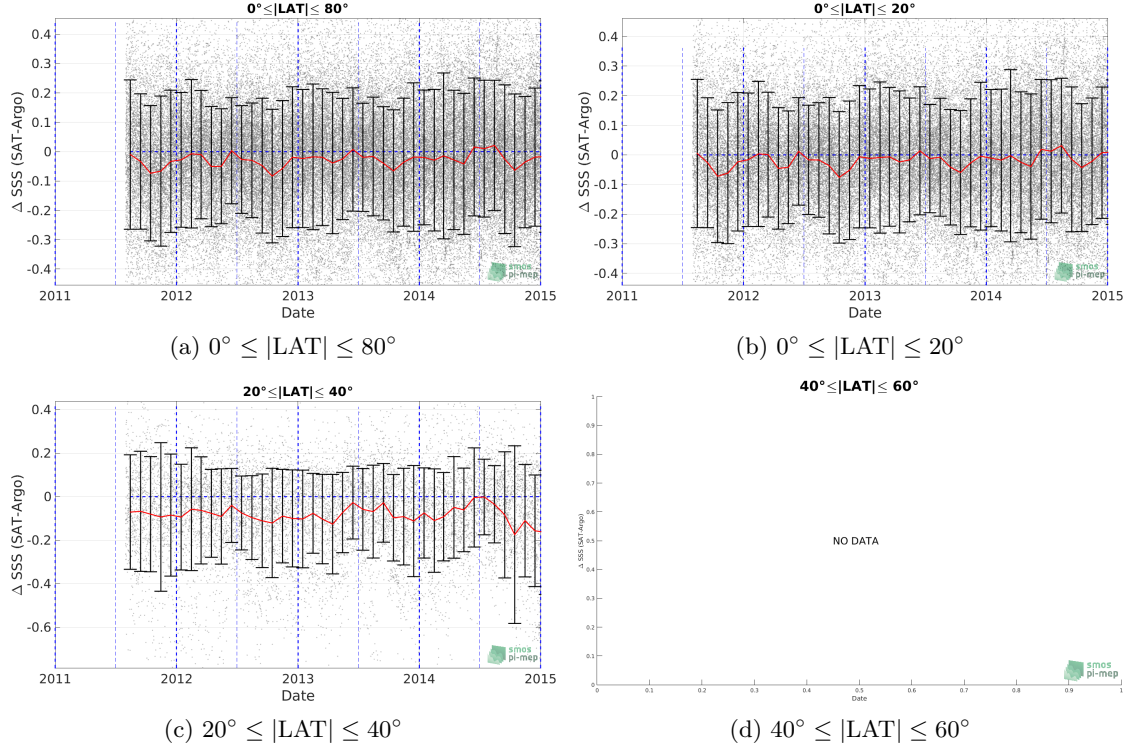 0°≤|LAT|≤ 80°
Δ SSS (SAT-Argo)
0.4
0.3
0.2
0.1
0
-0.1
-0.2
-0.3
-0.4
2011 2012 2013 2014 2015
Date
smos
pi-mep
(a) 0° ≤ |LAT| ≤ 80°
0°≤|LAT|≤ 20°
Δ SSS (SAT-Argo)
0.4
0.3
0.2
0.1
0
-0.1
-0.2
-0.3
-0.4
2011 2012 2013 2014 2015
Date
smos
pi-mep
(b) 0° ≤ |LAT| ≤ 20°
20°≤|LAT|≤ 40°
Δ SSS (SAT-Argo)
0.4
0.2
0
-0.2
-0.4
-0.6
2011 2012 2013 2014 2015
Date
smos
pi-mep
(c) 20° ≤ |LAT| ≤ 40°
40°≤|LAT|≤ 60°
Δ SSS (SAT-Argo)
1
0.9
0.8
0.7
0.6
0.5
0.4
0.3
0.2
0.1
0
NO DATA
0 0.1 0.2 0.3 0.4 0.5 0.6 0.7 0.8 0.9 1
Date
smos
pi-mep
(d) 40° ≤ |LAT| ≤ 60°